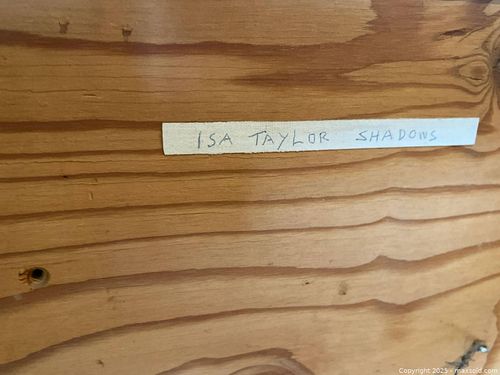 ISA TAYLOR SHADOWS
Copyright 2025 - maxsold.com